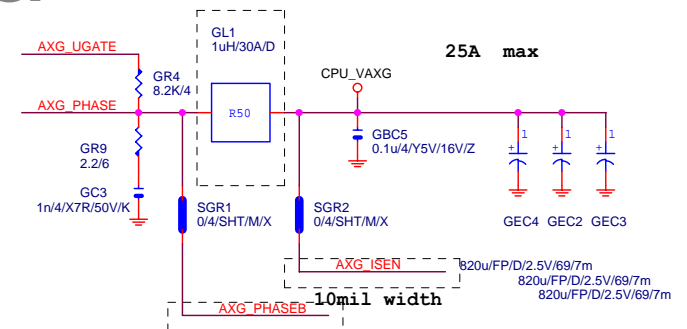 GL1
1uH/30A/D
AXG_UGATE
25A max
GR4
8.2K/4
CPU_VAXG
AXG_PHASE
R50
GR9
2.2/6
GBC5
0.1u/4/Y5V/16V/Z
1
1
1
+
+
+
GC3
1n/4/X7R/50V/K
SGR1
0/4/SHT/M/X
SGR2
0/4/SHT/M/X
GEC4
GEC2
GEC3
AXG_ISEN
820u/FP/D/2.5V/69/7m
820u/FP/D/2.5V/69/7m
820u/FP/D/2.5V/69/7m
10mil width
AXG_PHASEB